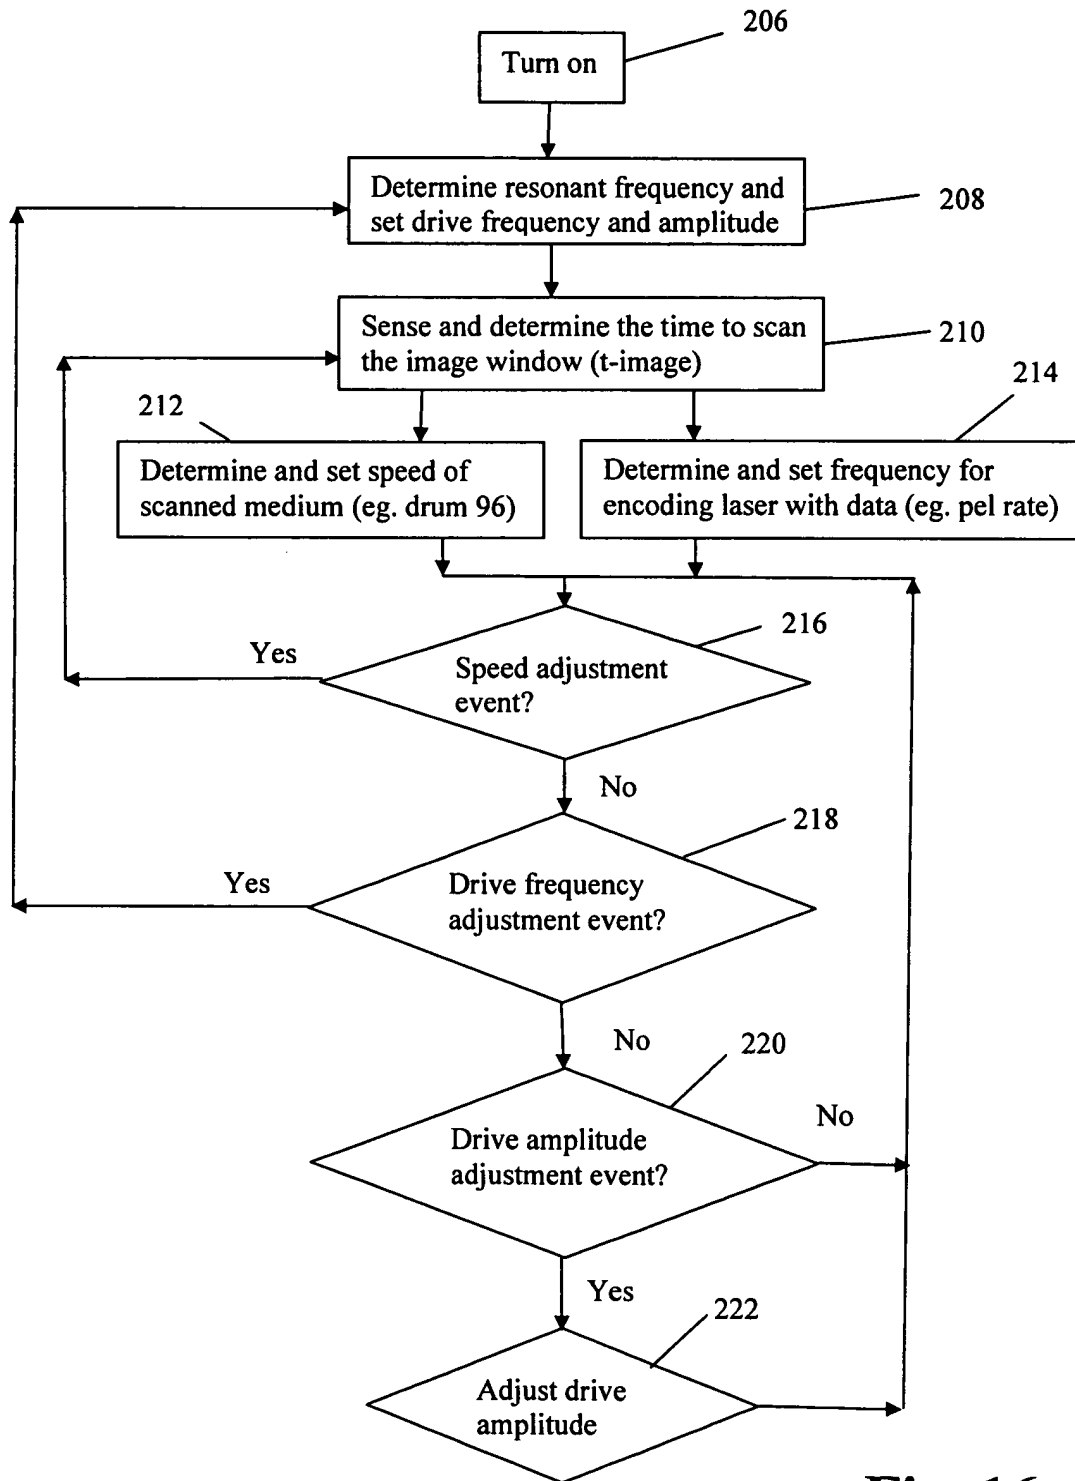 206
Turn on
Determine resonant frequency and
set drive frequency and amplitude
208
Sense and determine the time to scan
the image window (t-image)
210
212
214
Determine and set speed of
scanned medium (eg. drum 96)
Determine and set frequency for
encoding laser with data (eg. pel rate)
216
Yes
Speed adjustment
event?
No
218
Yes
Drive frequency
adjustment event?
No
220
No
Drive amplitude
adjustment event?
Yes
222
Adjust drive
amplitude